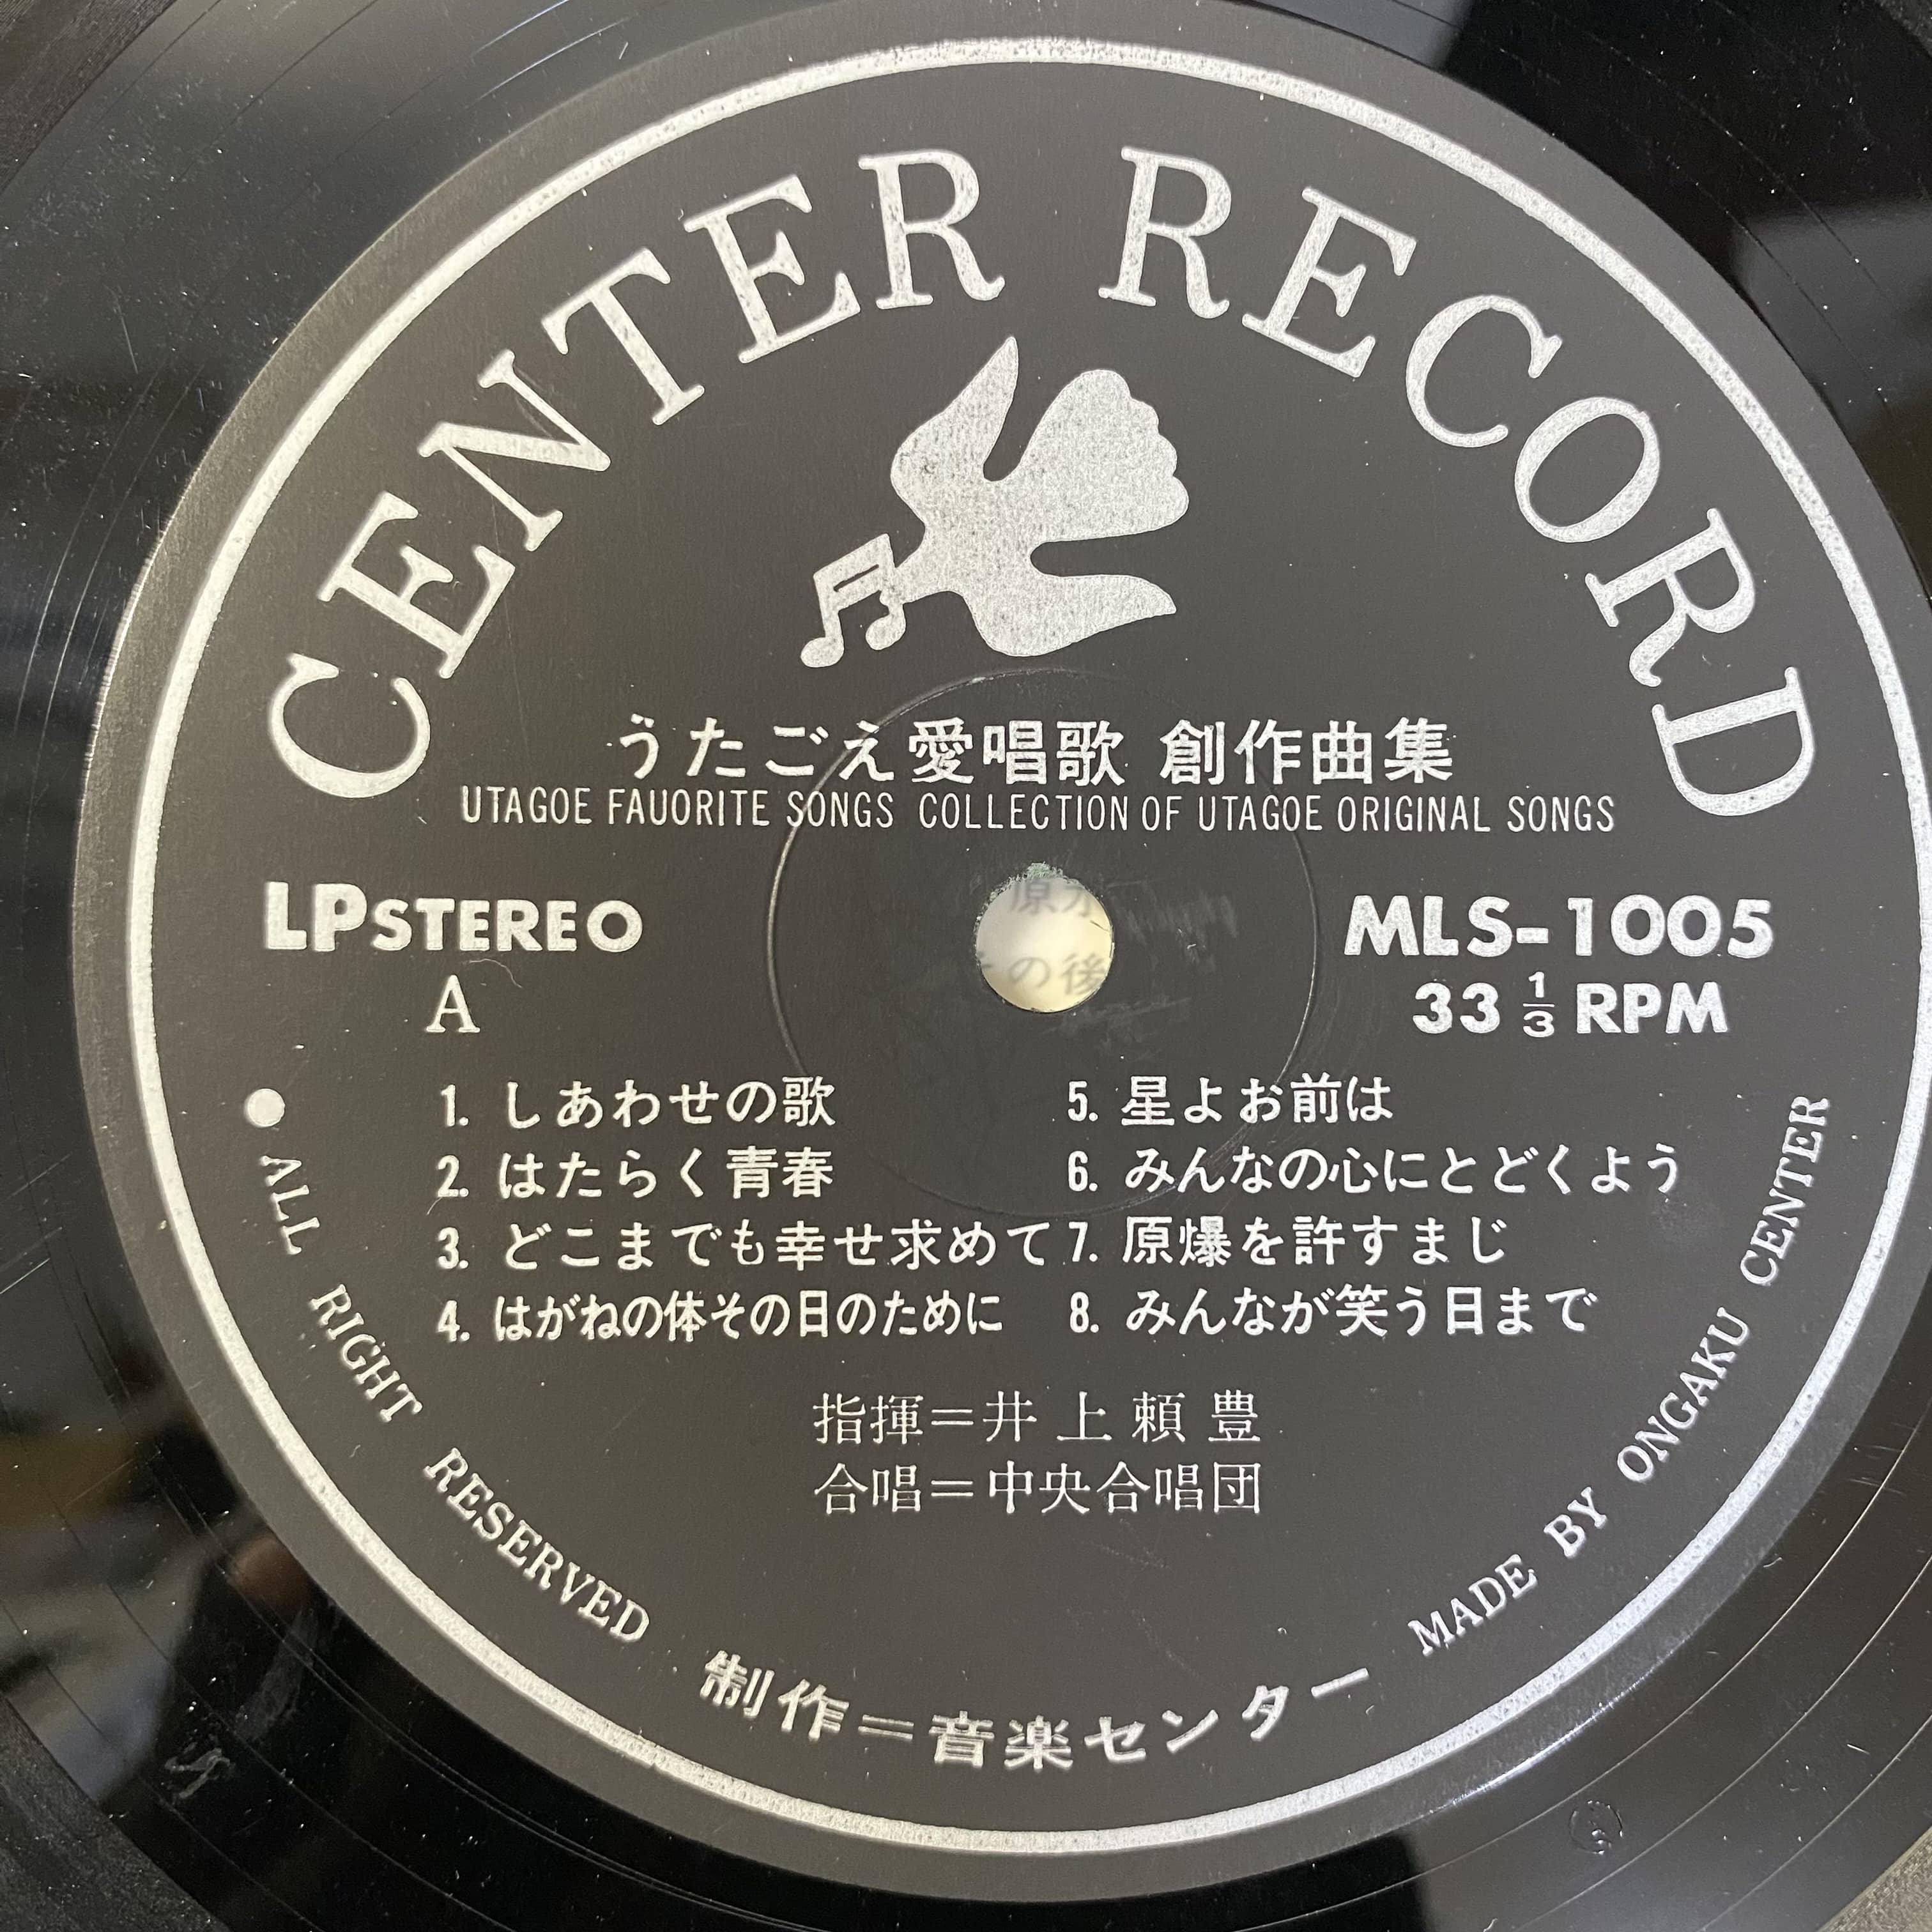 CENTER RECORD
うたごえ愛唱歌 創作曲集
UTAGOE FAUORITE SONGS COLLECTION OF UTAGOE ORIGINAL SONGS
LP STEREO
MLS-1005
A
33 1/3 RPM
1. しあわせの歌
2. はたらく青春
3. どこまでも幸せ求めて
4. はがねの体その日のために
5. 星よお前は
6. みんなの心にとどくよう
7. 原爆を許すまじ
8. みんなが笑う日まで
指揮=井上頼豊
合唱=中央合唱団
● ALL RIGHT RESERVED
制作=音楽センター
MADE BY ONGAKU CENTER
の後